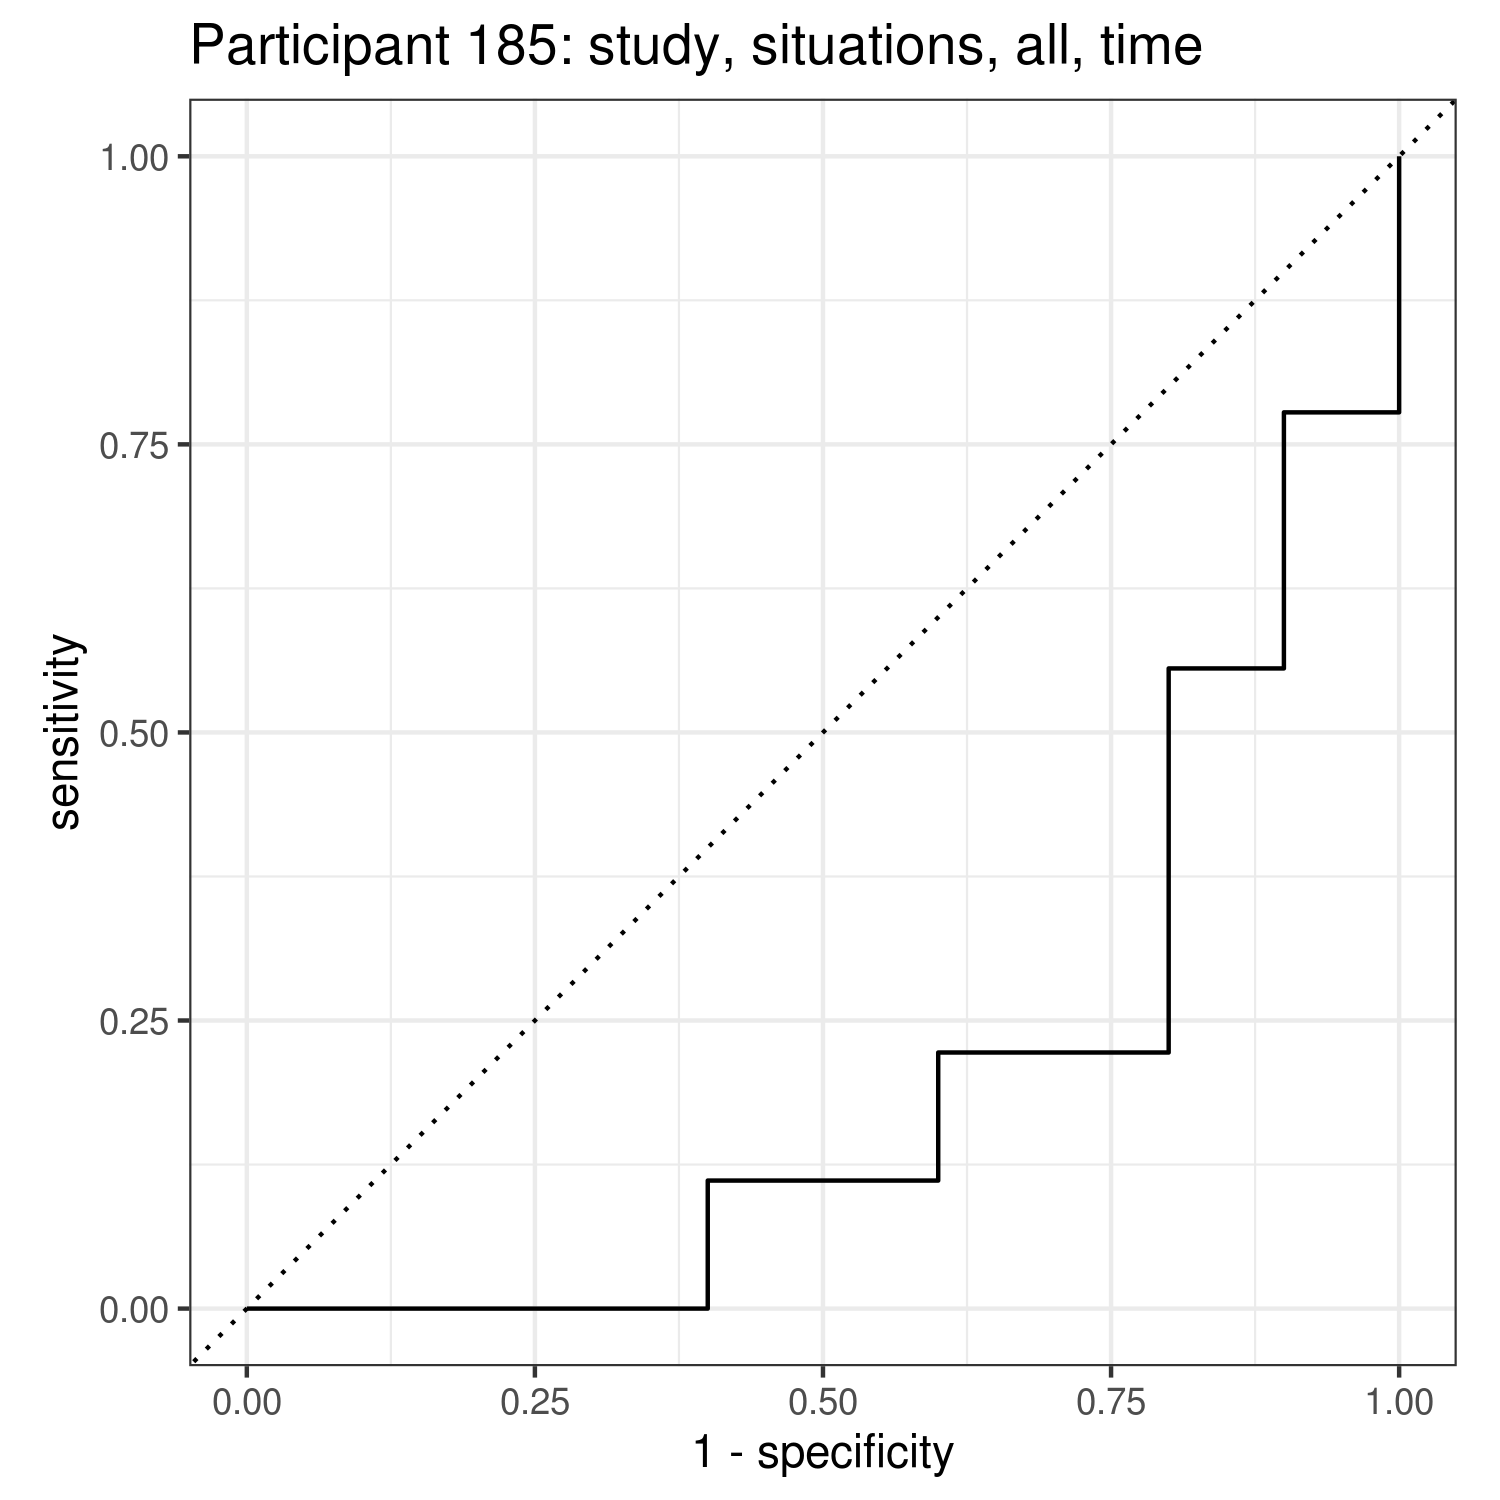 Participant 185: study, situations, all, time
1.00
0.75
0.50
0.25
0.00
sensitivity
0.00 0.25 0.50 0.75 1.00
1 - specificity